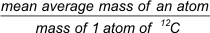 mean average mass of an atom
mass of 1 atom of ¹²C